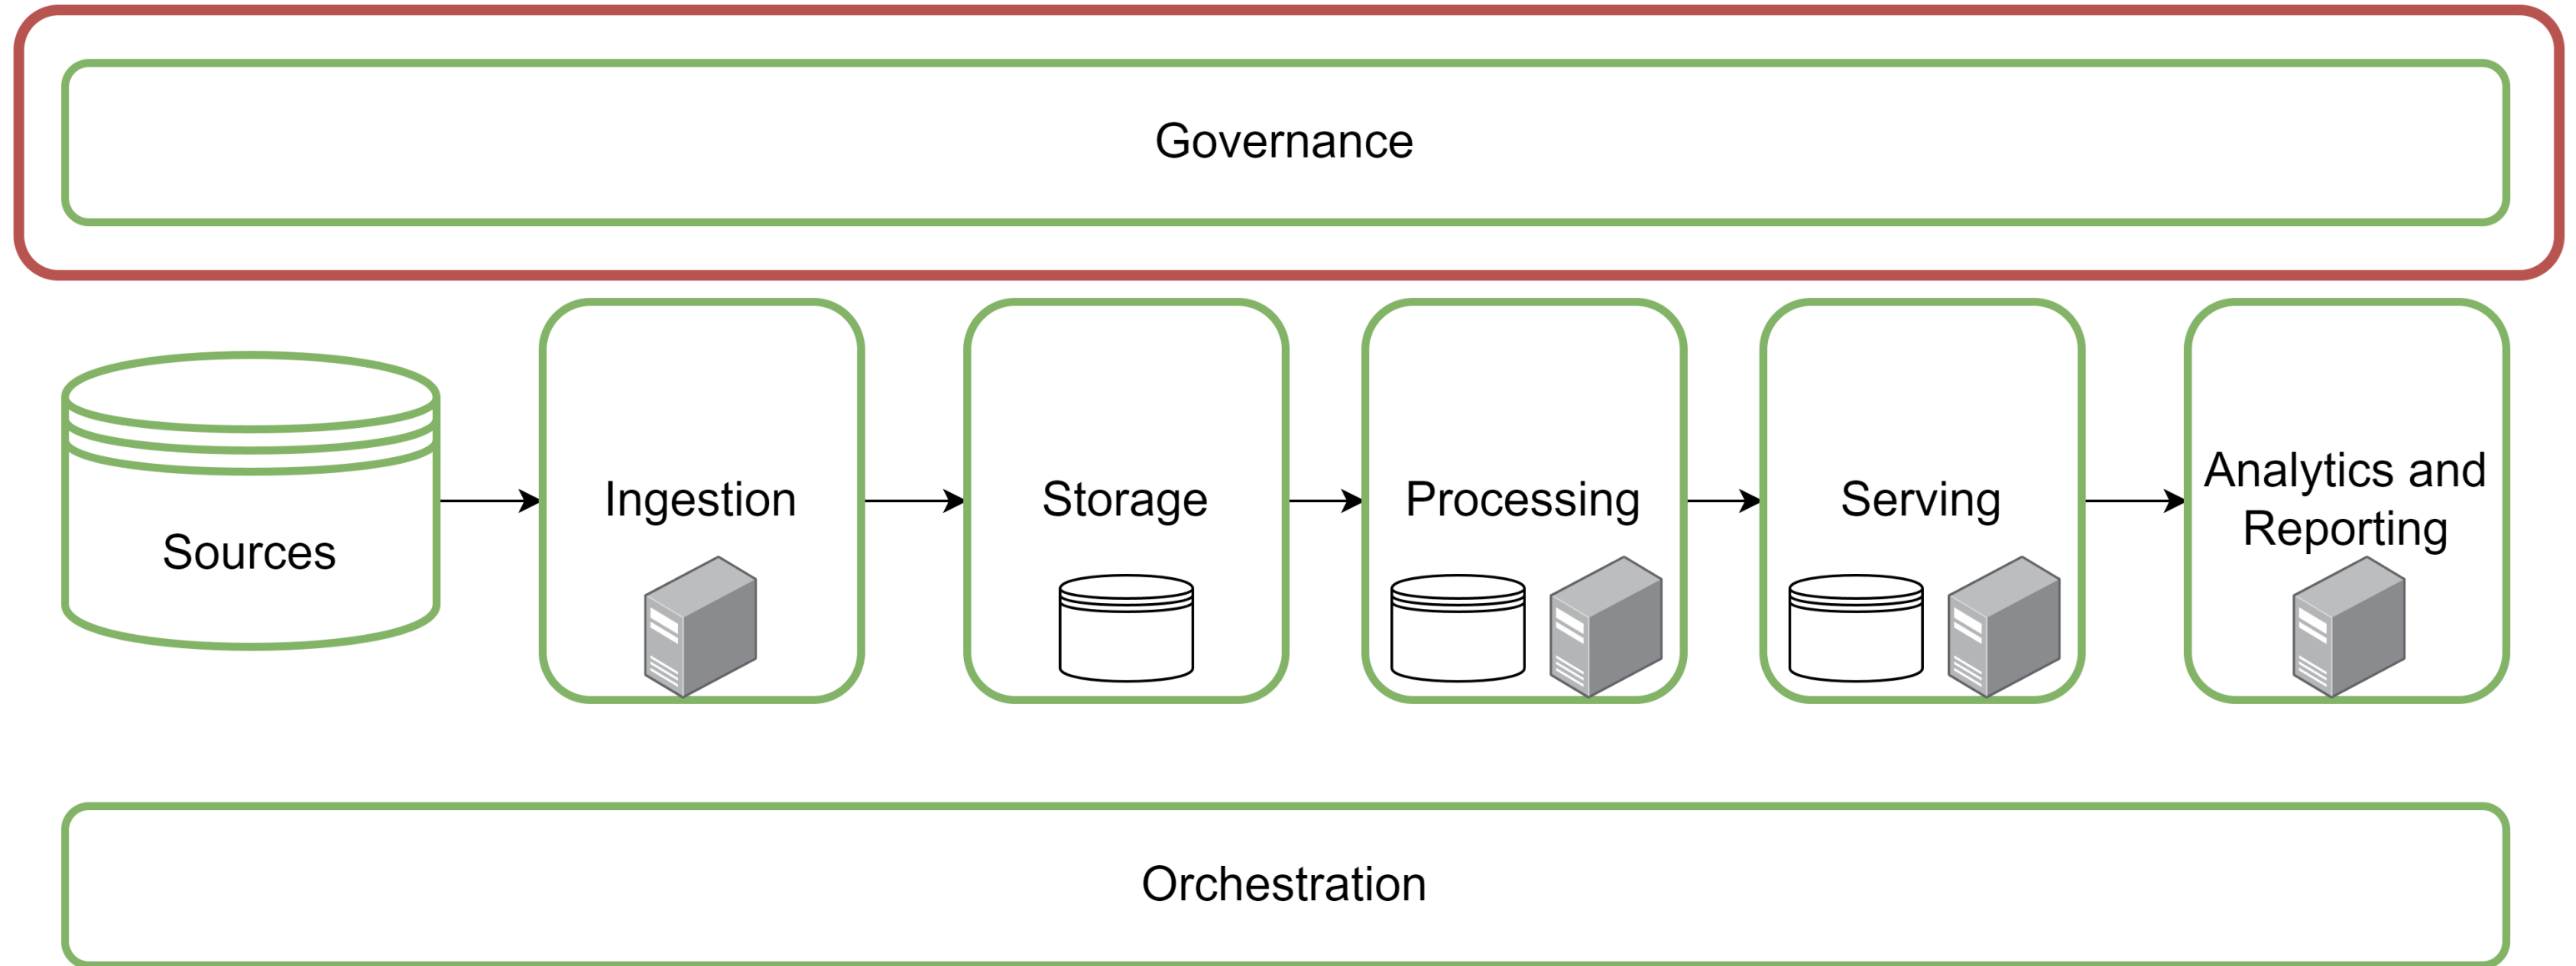 Governance
Sources
Ingestion
Storage
Processing
Serving
Analytics and
Reporting
Orchestration